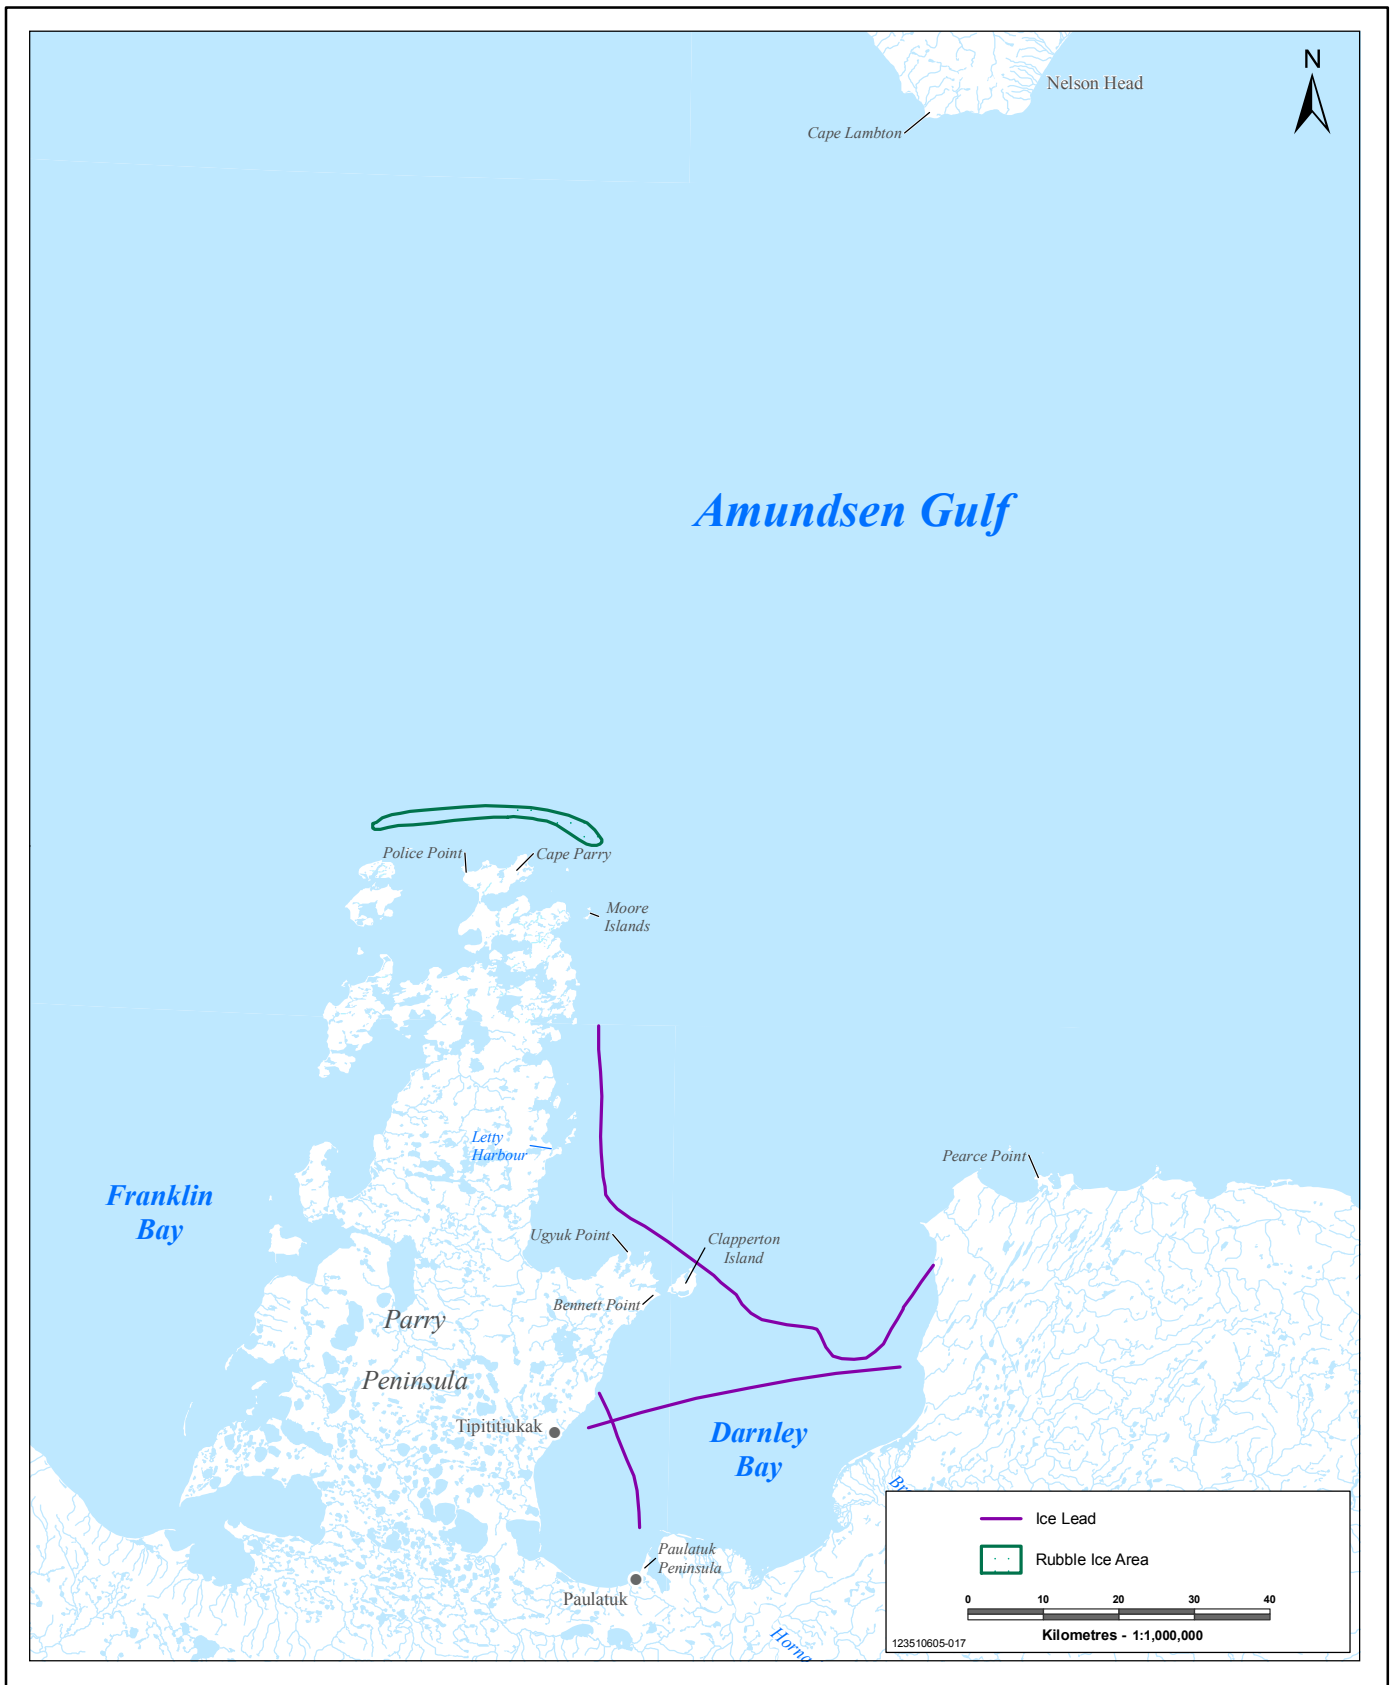 N
Nelson Head
Cape Lambton
Amundsen Gulf
Police Point
Cape Parry
Moore
Islands
Letty
Harbour
Pearce Point
Franklin
Bay
Ugyuk Point
Clapperton
Island
Bennett Point
Parry
Peninsula
Tipititiukak
Darnley
Bay
Br
Ice Lead
Paulatuk
Peninsula
Rubble Ice Area
Paulatuk
0 10 20 30 40
Kilometres - 1:1,000,000
123510605-017
Horna